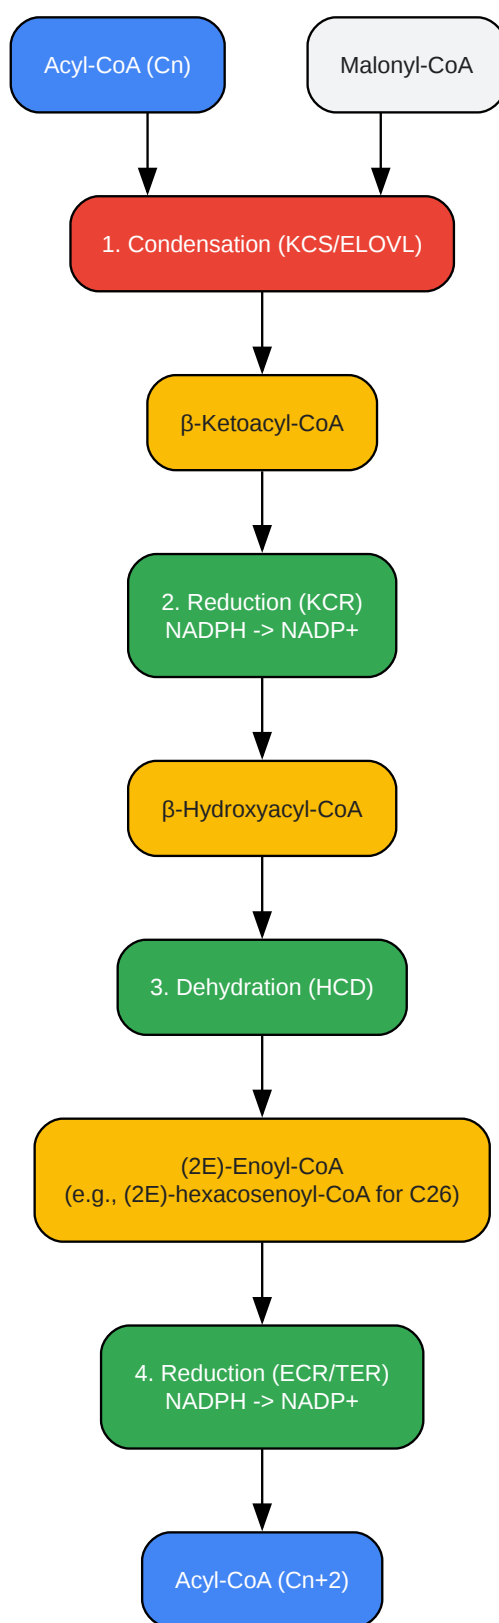 Acyl-CoA (Cn)
Malonyl-CoA
1. Condensation (KCS/ELOVL)
β-Ketoacyl-CoA
2. Reduction (KCR)
NADPH -> NADP+
β-Hydroxyacyl-CoA
3. Dehydration (HCD)
(2E)-Enoyl-CoA
(e.g., (2E)-hexacosenoyl-CoA for C26)
4. Reduction (ECR/TER)
NADPH -> NADP+
Acyl-CoA (Cn+2)